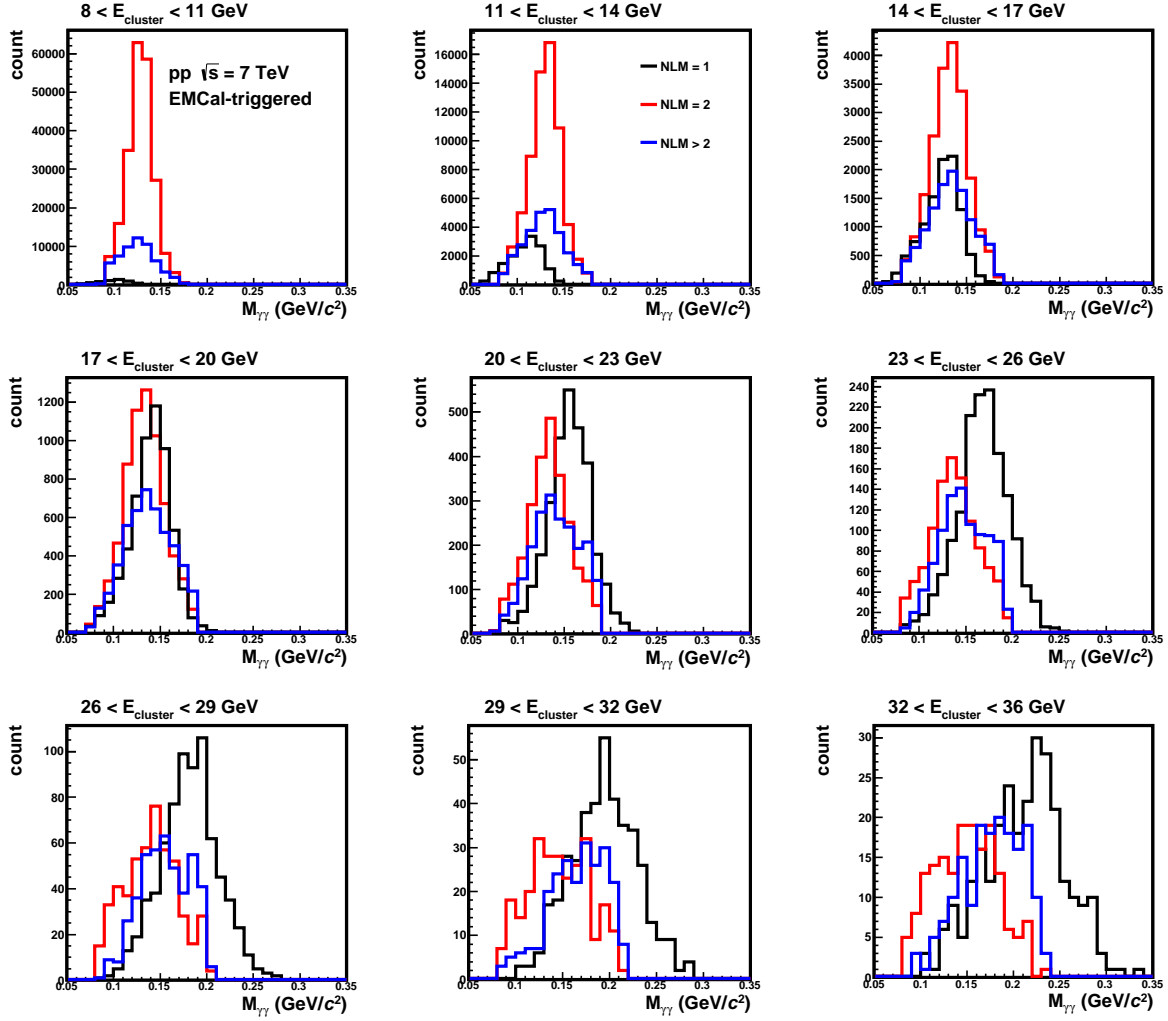 8 < E_cluster < 11 GeV
count
60000
50000
40000
30000
20000
10000
0
pp √s = 7 TeV
EMCal-triggered
0.05 0.1 0.15 0.2 0.25 0.3 0.35
M_γγ (GeV/c²)
11 < E_cluster < 14 GeV
count
16000
14000
12000
10000
8000
6000
4000
2000
0
NLM = 1
NLM = 2
NLM > 2
0.05 0.1 0.15 0.2 0.25 0.3 0.35
M_γγ (GeV/c²)
14 < E_cluster < 17 GeV
count
4000
3500
3000
2500
2000
1500
1000
500
0
0.05 0.1 0.15 0.2 0.25 0.3 0.35
M_γγ (GeV/c²)
17 < E_cluster < 20 GeV
count
1200
1000
800
600
400
200
0
0.05 0.1 0.15 0.2 0.25 0.3 0.35
M_γγ (GeV/c²)
20 < E_cluster < 23 GeV
count
500
400
300
200
100
0
0.05 0.1 0.15 0.2 0.25 0.3 0.35
M_γγ (GeV/c²)
23 < E_cluster < 26 GeV
count
240
220
200
180
160
140
120
100
80
60
40
20
0
0.05 0.1 0.15 0.2 0.25 0.3 0.35
M_γγ (GeV/c²)
26 < E_cluster < 29 GeV
count
100
80
60
40
20
0
0.05 0.1 0.15 0.2 0.25 0.3 0.35
M_γγ (GeV/c²)
29 < E_cluster < 32 GeV
count
50
40
30
20
10
0
0.05 0.1 0.15 0.2 0.25 0.3 0.35
M_γγ (GeV/c²)
32 < E_cluster < 36 GeV
count
30
25
20
15
10
5
0
0.05 0.1 0.15 0.2 0.25 0.3 0.35
M_γγ (GeV/c²)